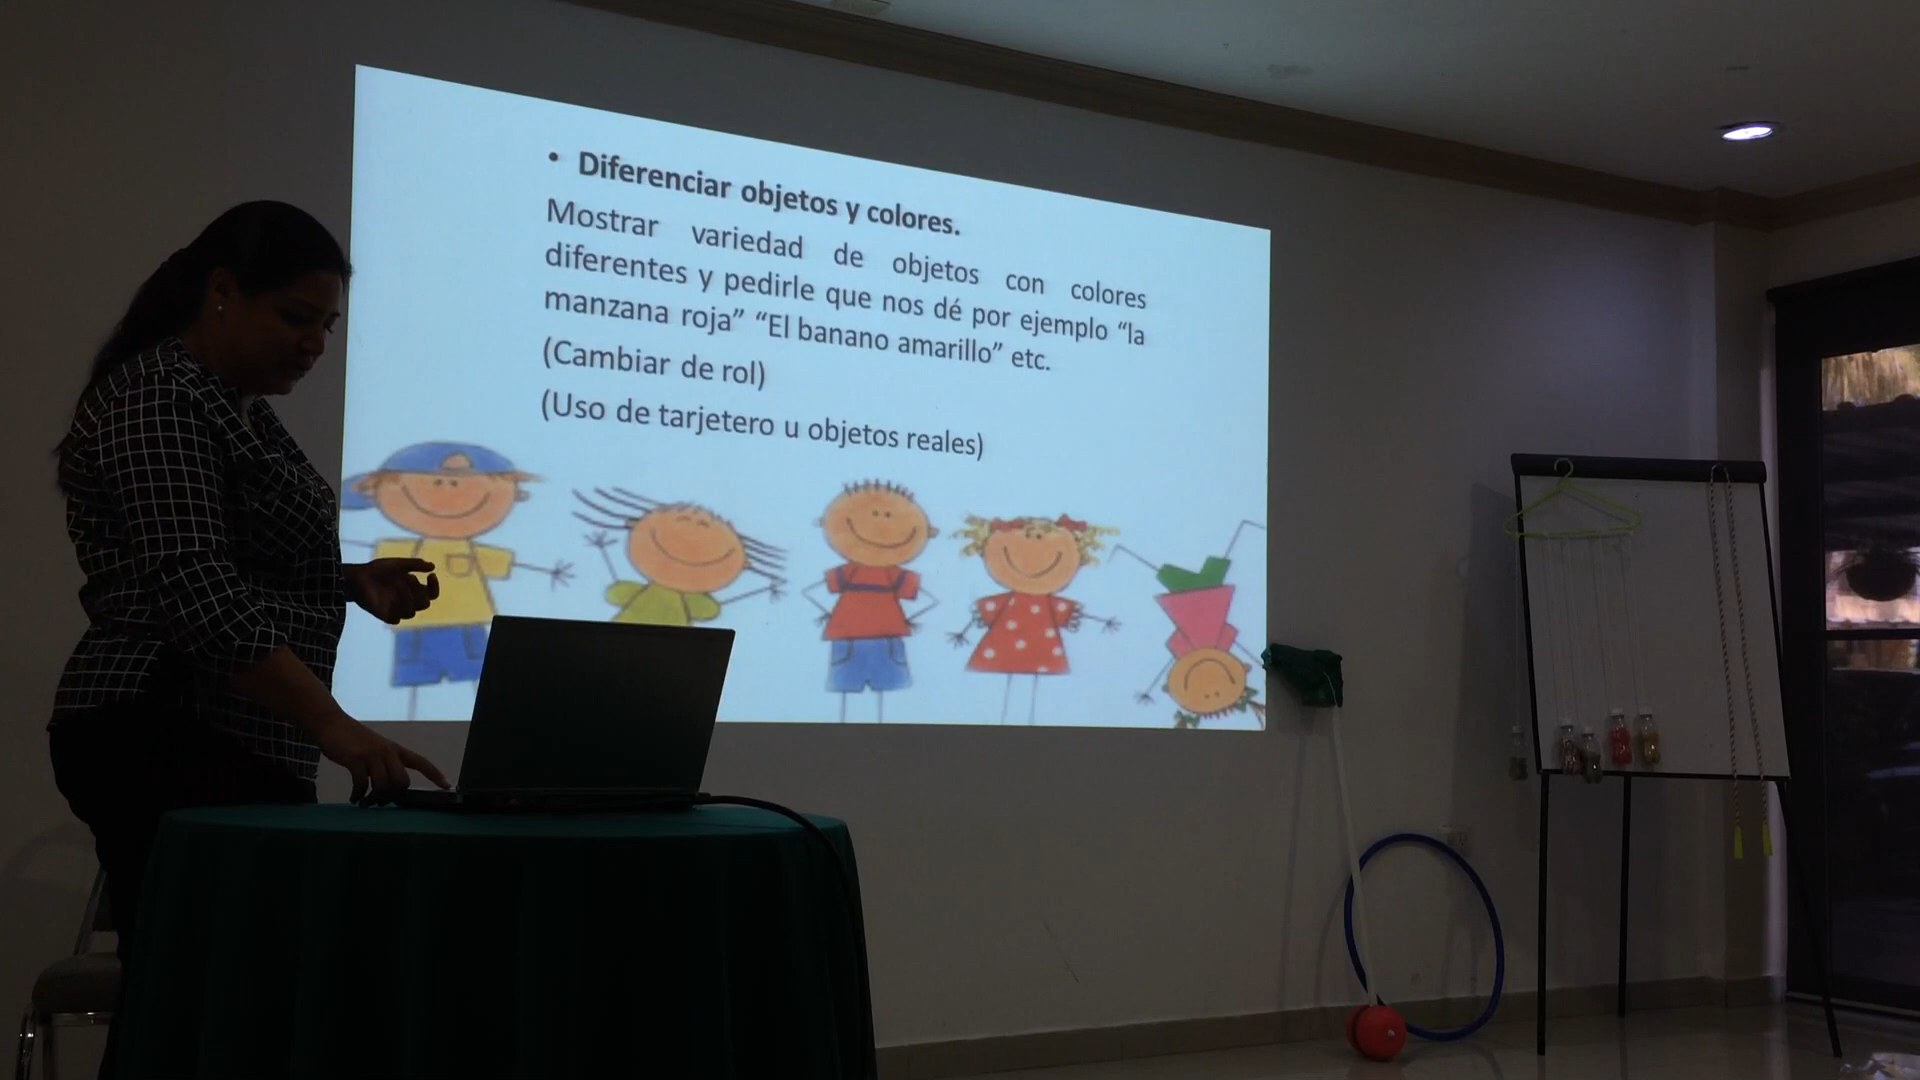 • Diferenciar objetos y colores.
Mostrar variedad de objetos con colores
diferentes y pedirle que nos dé por ejemplo “la
manzana roja” “El banano amarillo” etc.
(Cambiar de rol)
(Uso de tarjetero u objetos reales)